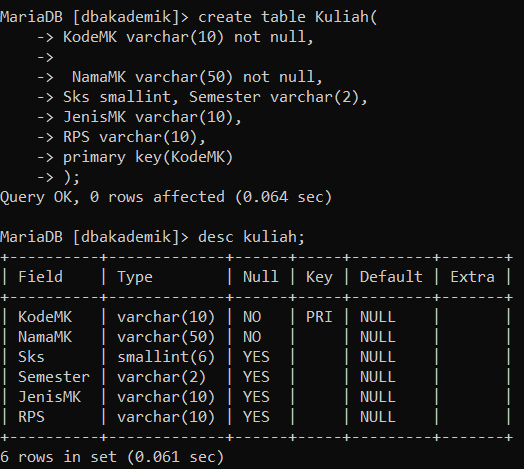 MariaDB [dbakademik]> create table Kuliah(
    -> KodeMK varchar(10) not null,
    ->
    ->  NamaMK varchar(50) not null,
    -> Sks smallint, Semester varchar(2),
    -> JenisMK varchar(10),
    -> RPS varchar(10),
    -> primary key(KodeMK)
    -> );
Query OK, 0 rows affected (0.064 sec)

MariaDB [dbakademik]> desc kuliah;
+----------+-------------+------+-----+---------+-------+
| Field    | Type        | Null | Key | Default | Extra |
+----------+-------------+------+-----+---------+-------+
| KodeMK   | varchar(10) | NO   | PRI | NULL    |       |
| NamaMK   | varchar(50) | NO   |     | NULL    |       |
| Sks      | smallint(6) | YES  |     | NULL    |       |
| Semester | varchar(2)  | YES  |     | NULL    |       |
| JenisMK  | varchar(10) | YES  |     | NULL    |       |
| RPS      | varchar(10) | YES  |     | NULL    |       |
+----------+-------------+------+-----+---------+-------+
6 rows in set (0.061 sec)